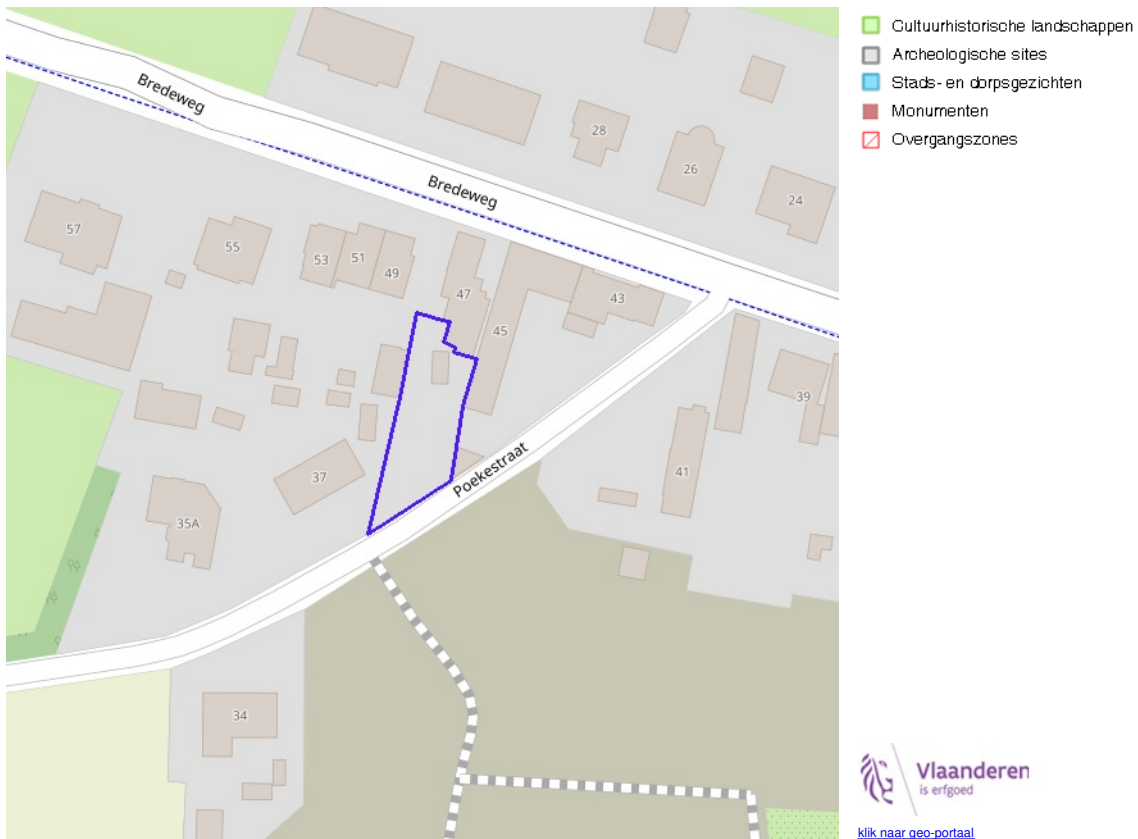 Bredeweg
Bredeweg
28
26
24
57
55
53
51
49
47
45
43
39
41
37
35A
34
Poekestraat
Cultuurhistorische landschappen
Archeologische sites
Stads- en dorpsgezichten
Monumenten
Overgangszones
Vlaanderen
is erfgoed
klik naar geo-portaal